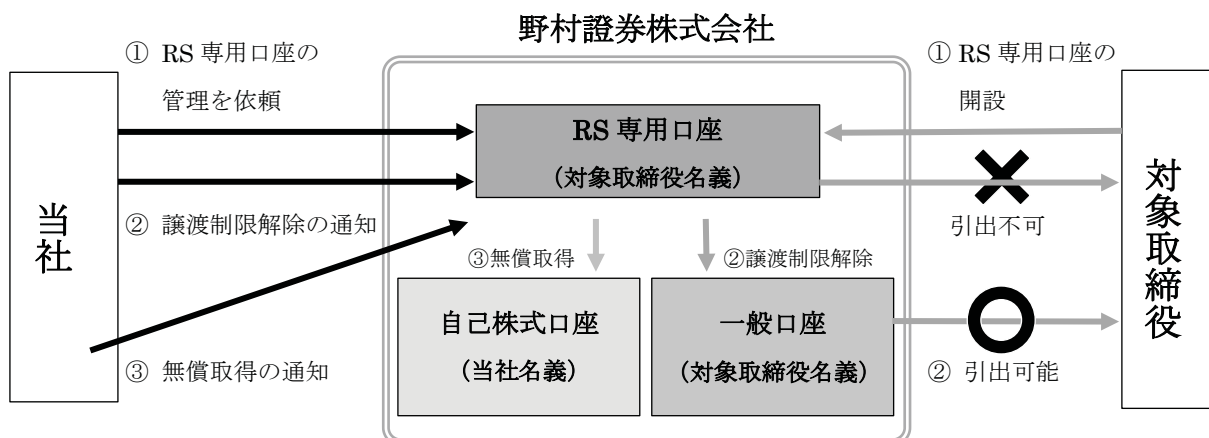 野村證券株式会社
① RS 専用口座の
管理を依頼
① RS 専用口座の
開設
RS 専用口座
(対象取締役名義)
当社
対象取締役
② 譲渡制限解除の通知
引出不可
③無償取得
②譲渡制限解除
自己株式口座
(当社名義)
一般口座
(対象取締役名義)
③ 無償取得の通知
② 引出可能